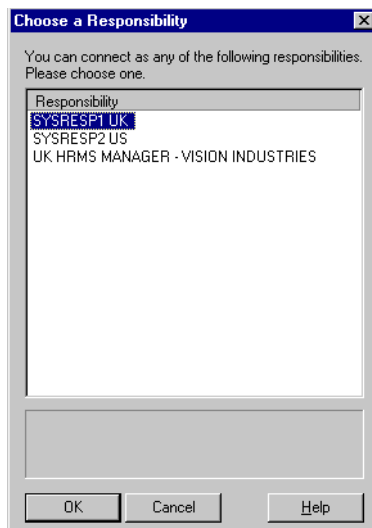 Choose a Responsibility
You can connect as any of the following responsibilities.
Please choose one.
Responsibility
SYSRESP1 UK
SYSRESP2 US
UK HRMS MANAGER - VISION INDUSTRIES
OK Cancel Help